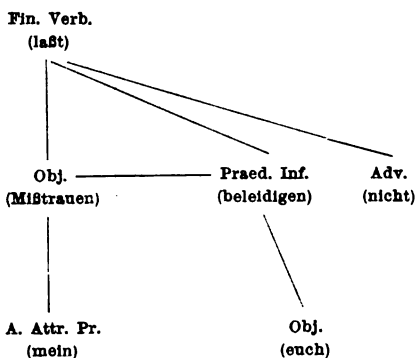 Fin. Verb.
(laßt)
Obj. Praed. Inf. Adv.
(Mißtrauen) (beleidigen) (nicht)
A. Attr. Pr. Obj.
(mein) (euch)